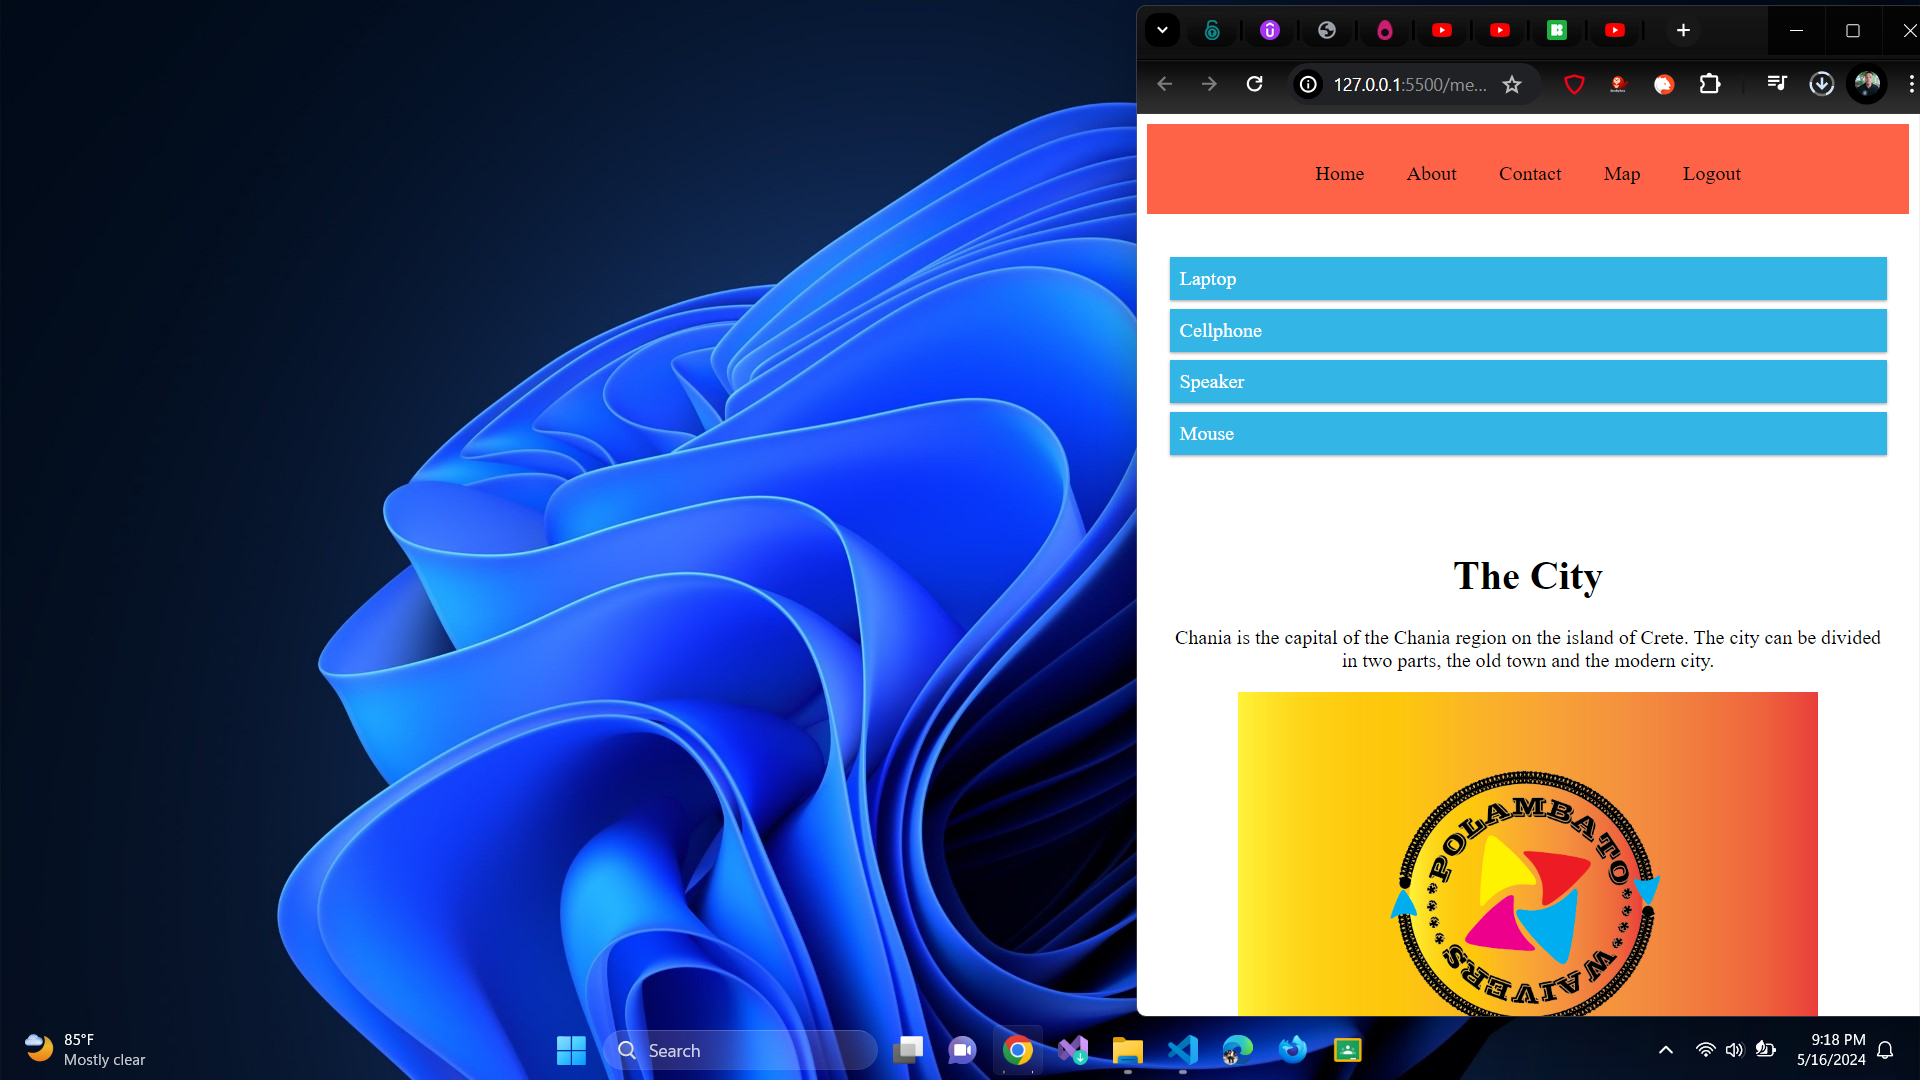 127.0.0.1:5500/me...
Home About Contact Map Logout
Laptop
Cellphone
Speaker
Mouse
The City
Chania is the capital of the Chania region on the island of Crete. The city can be divided
in two parts, the old town and the modern city.
POLAMBATO
WAIVERS
85°F
Mostly clear
Search
9:18 PM
5/16/2024